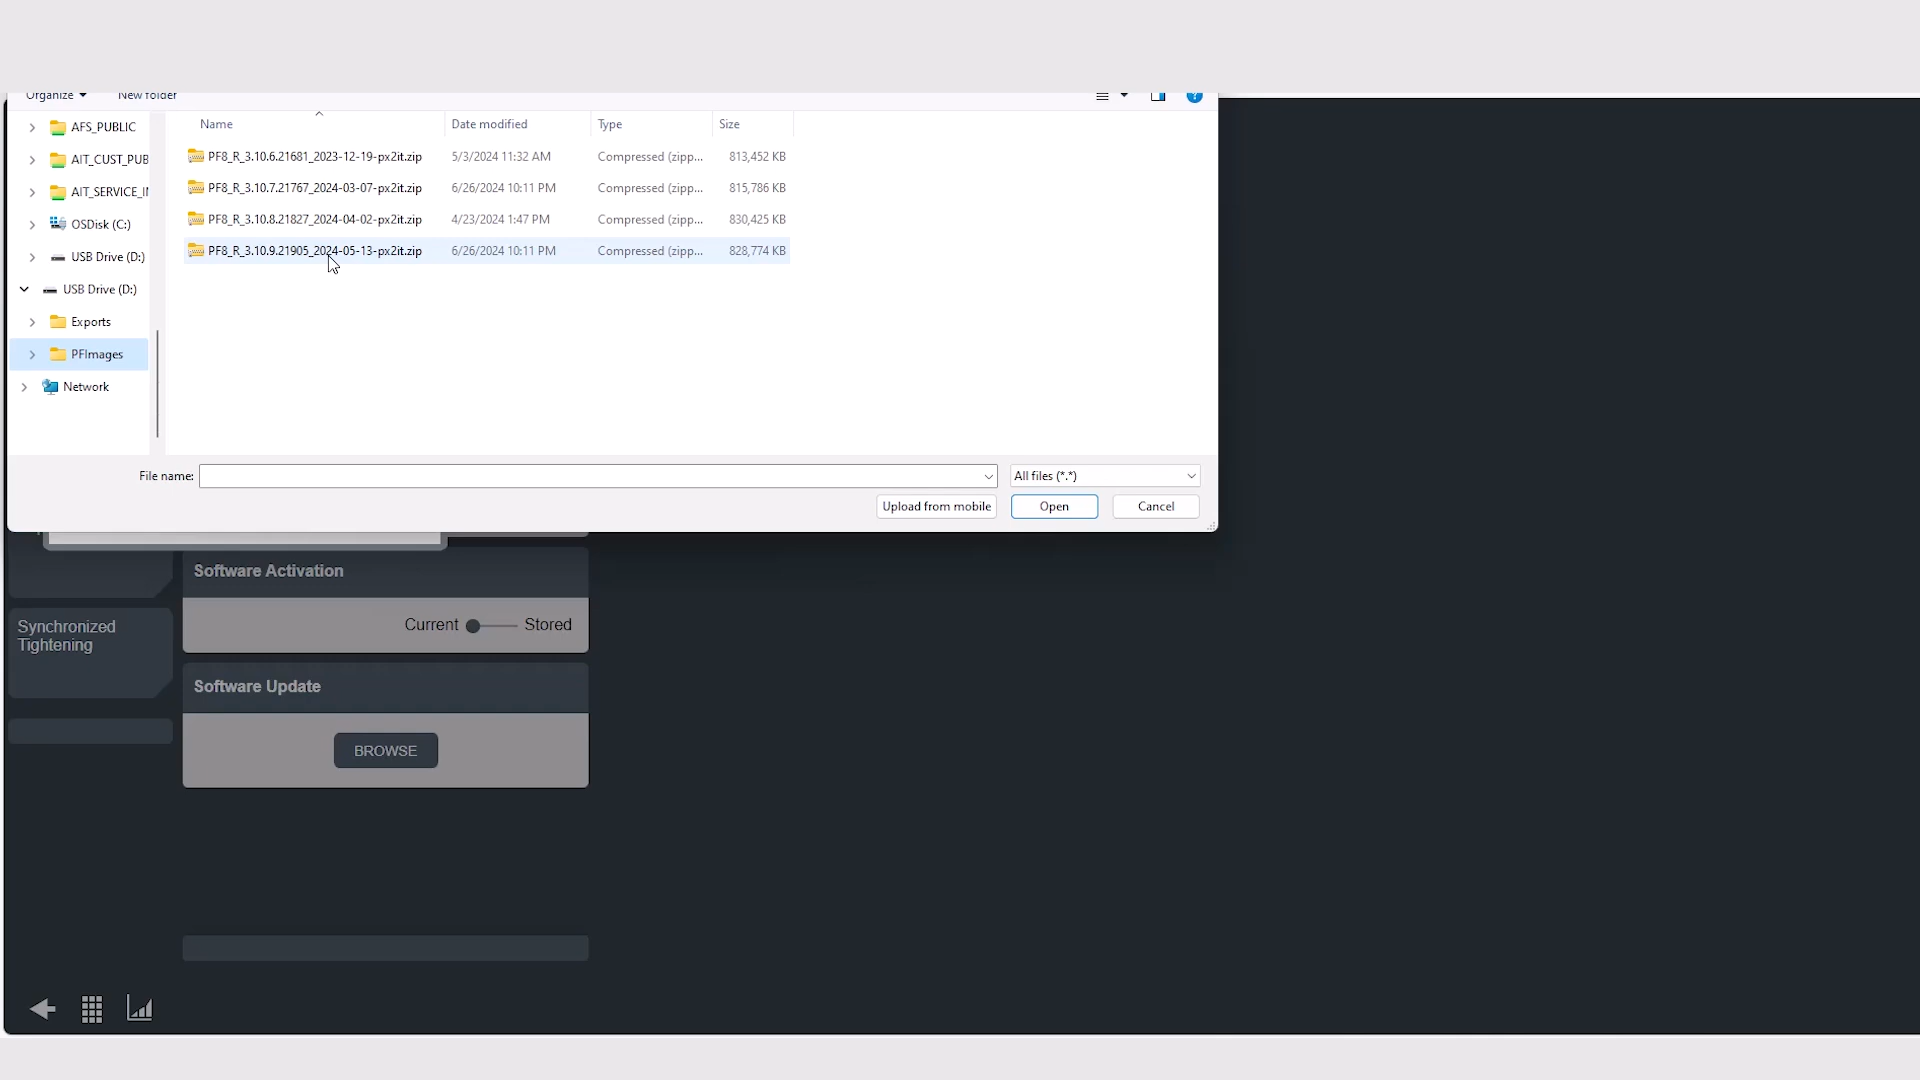 Organize New folder
Name Date modified Type Size
AFS_PUBLIC
AIT_CUST_PUB
AIT_SERVICE_I
OSDisk (C:)
USB Drive (D:)
USB Drive (D:)
Exports
PFImages
Network
PF8_R_3.10.6.21681_2023-12-19-px2it.zip 5/3/2024 11:32 AM Compressed (zipp... 813,452 KB
PF8_R_3.10.7.21767_2024-03-07-px2it.zip 6/26/2024 10:11 PM Compressed (zipp... 815,786 KB
PF8_R_3.10.8.21827_2024-04-02-px2it.zip 4/23/2024 1:47 PM Compressed (zipp... 830,425 KB
PF8_R_3.10.9.21905_2024-05-13-px2it.zip 6/26/2024 10:11 PM Compressed (zipp... 828,774 KB
File name: All files (*.*)
Upload from mobile Open Cancel
Software Activation
Current Stored
Synchronized
Tightening
Software Update
BROWSE